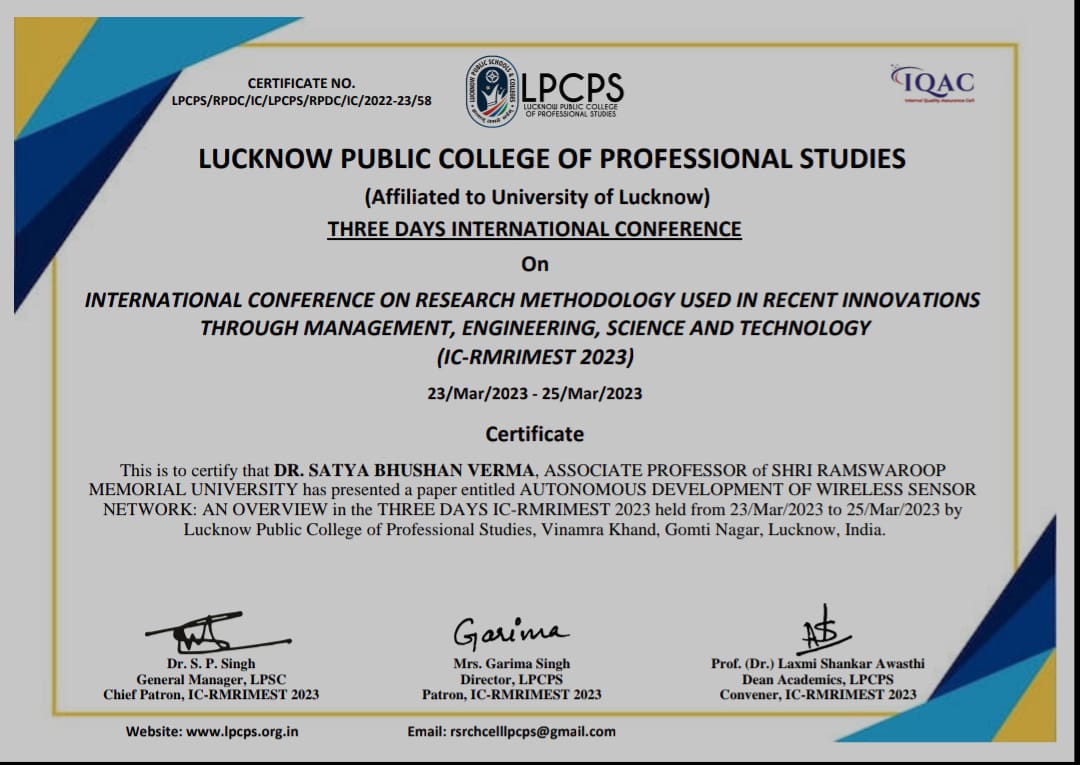 CERTIFICATE NO.
LPCPS/RPDC/IC/LPCPS/RPDC/IC/2022-23/58
LUCKNOW PUBLIC SCHOOLS & COLLEGES
LPCPS
LUCKNOW PUBLIC COLLEGE
OF PROFESSIONAL STUDIES
IQAC
Internal Quality Assurance Cell
LUCKNOW PUBLIC COLLEGE OF PROFESSIONAL STUDIES
(Affiliated to University of Lucknow)
THREE DAYS INTERNATIONAL CONFERENCE
On
INTERNATIONAL CONFERENCE ON RESEARCH METHODOLOGY USED IN RECENT INNOVATIONS
THROUGH MANAGEMENT, ENGINEERING, SCIENCE AND TECHNOLOGY
(IC-RMRIMEST 2023)
23/Mar/2023 - 25/Mar/2023
Certificate
This is to certify that DR. SATYA BHUSHAN VERMA, ASSOCIATE PROFESSOR of SHRI RAMSWAROOP
MEMORIAL UNIVERSITY has presented a paper entitled AUTONOMOUS DEVELOPMENT OF WIRELESS SENSOR
NETWORK: AN OVERVIEW in the THREE DAYS IC-RMRIMEST 2023 held from 23/Mar/2023 to 25/Mar/2023 by
Lucknow Public College of Professional Studies, Vinamra Khand, Gomti Nagar, Lucknow, India.
Garima
Dr. S. P. Singh
General Manager, LPSC
Chief Patron, IC-RMRIMEST 2023
Mrs. Garima Singh
Director, LPCPS
Patron, IC-RMRIMEST 2023
Prof. (Dr.) Laxmi Shankar Awasthi
Dean Academics, LPCPS
Convener, IC-RMRIMEST 2023
Website: www.lpcps.org.in
Email: rsrchcelllpcps@gmail.com